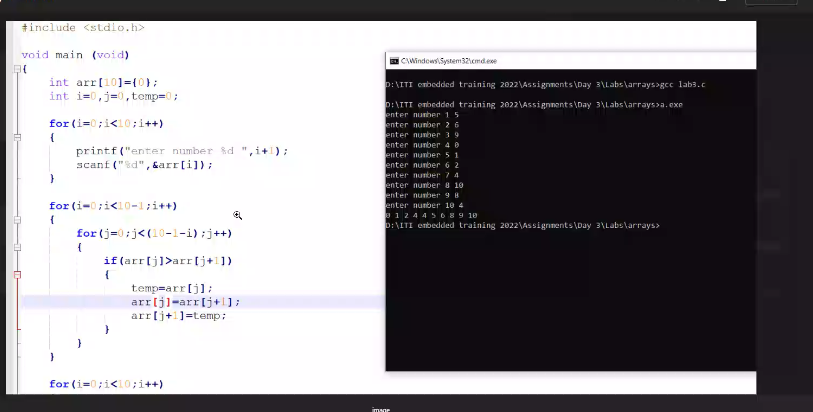 #include <stdio.h>
void main (void)
{
int arr[10]={0};
int i=0,j=0,temp=0;
for(i=0;i<10;i++)
{
printf("enter number %d ",i+1);
scanf("%d",&arr[i]);
}
for(i=0;i<10-1;i++)
{
for(j=0;j<(10-1-i);j++)
{
if(arr[j]>arr[j+1])
{
temp=arr[j];
arr[j]=arr[j+1];
arr[j+1]=temp;
}
}
}
for(i=0;i<10;i++)
C:\Windows\System32\cmd.exe
D:\ITI embedded training 2022\Assignments\Day 3\Labs\arrays>gcc lab3.c
D:\ITI embedded training 2022\Assignments\Day 3\Labs\arrays>a.exe
enter number 1 5
enter number 2 6
enter number 3 9
enter number 4 0
enter number 5 1
enter number 6 2
enter number 7 4
enter number 8 10
enter number 9 8
enter number 10 4
0 1 2 4 4 5 6 8 9 10
D:\ITI embedded training 2022\Assignments\Day 3\Labs\arrays>
image